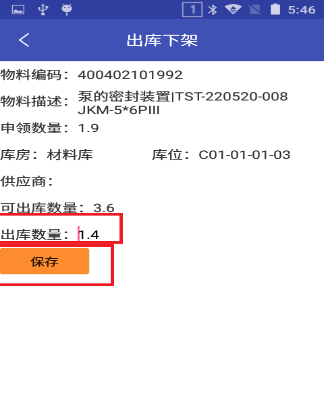 1 5:46
出库下架
物料编码：400402101992
物料描述：泵的密封装置|TST-220520-008
JKM-5*6PIII
申领数量：1.9
库房：材料库 库位：C01-01-01-03
供应商：
可出库数量：3.6
出库数量：1.4
保存